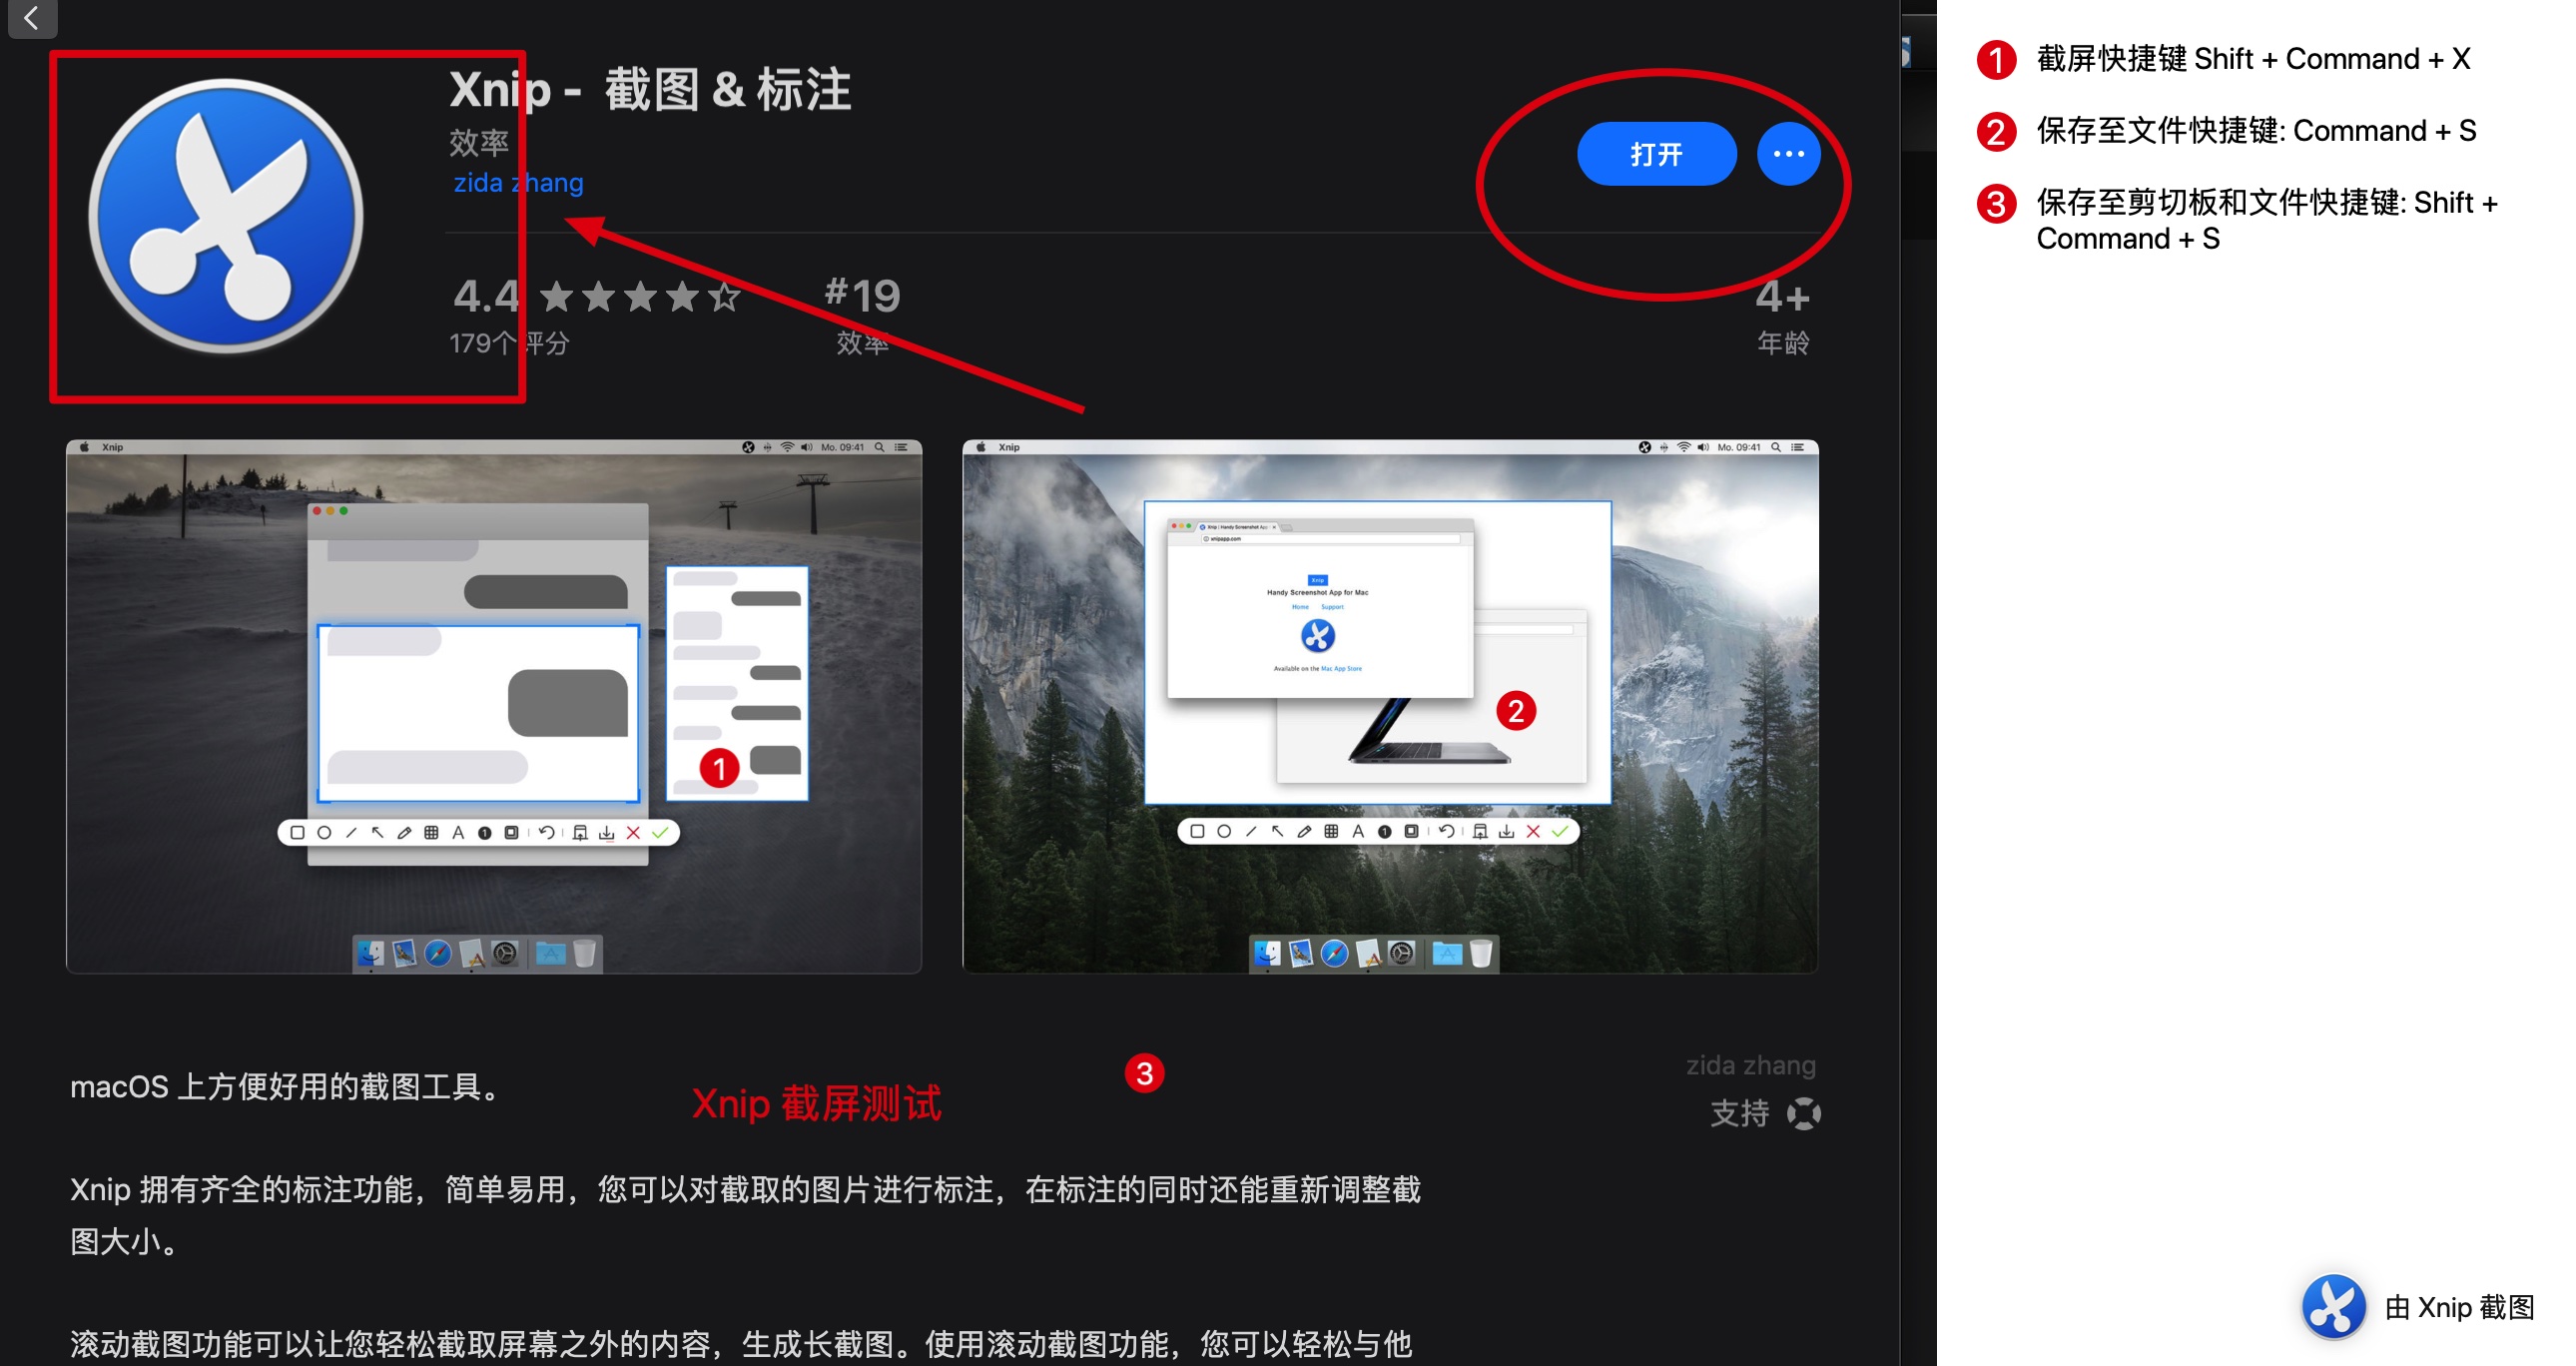 Xnip - 截图 & 标注
效率
zida zhang
打开
4.4
179个评分
#19
效率
4+
年龄
Xnip
Mo. 09:41
A
1
1
Xnip
Mo. 09:41
Xnip | Handy Screenshot App
xnipapp.com
Xnip
Handy Screenshot App for Mac
Home Support
Available on the Mac App Store
2
A
1
macOS 上方便好用的截图工具。
Xnip 截屏测试
3
zida zhang
支持
Xnip 拥有齐全的标注功能，简单易用，您可以对截取的图片进行标注，在标注的同时还能重新调整截
图大小。
滚动截图功能可以让您轻松截取屏幕之外的内容，生成长截图。使用滚动截图功能，您可以轻松与他
1 截屏快捷键 Shift + Command + X
2 保存至文件快捷键: Command + S
3 保存至剪切板和文件快捷键: Shift +
Command + S
由 Xnip 截图